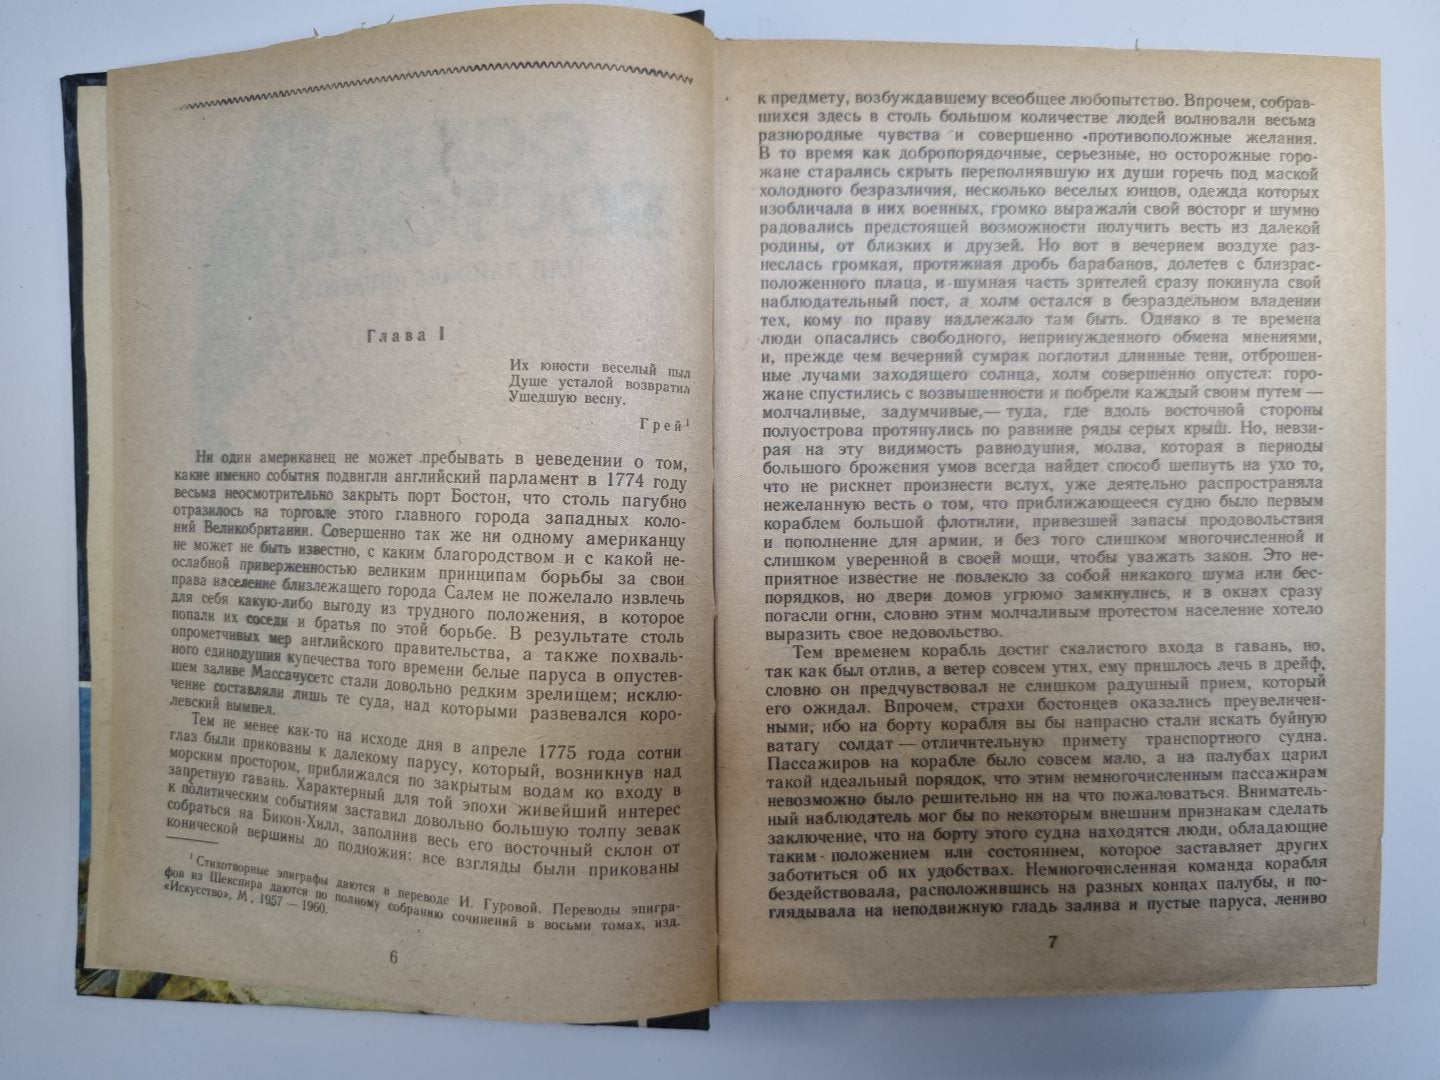 Глава I
Их юности веселый пыл
Душе усталой возвратил
Ушедшую весну.
Грей¹
Ни один американец не может пребывать в неведении о том,
какие именно события подвигли английский парламент в 1774 году
весьма неосмотрительно закрыть порт Бостон, что столь пагубно
отразилось на торговле этого главного города западных коло-
ний Великобритании. Совершенно так же ни одному американцу
не может не быть известно, с каким благородством и с какой не-
ослабной приверженностью великим принципам борьбы за свои
права население близлежащего города Салем не пожелало извлечь
для себя какую-либо выгоду из трудного положения, в которое
попали их соседи и братья по этой борьбе. В результате столь
опрометчивых мер английского правительства, а также похваль-
ного единодушия купечества того времени белые паруса в опустев-
шем заливе Массачусетс стали довольно редким зрелищем; исклю-
чение составляли лишь те суда, над которыми развевался коро-
левский вымпел.
Тем не менее как-то на исходе дня в апреле 1775 года сотни
глаз были прикованы к далекому парусу, который, возникнув над
морским простором, приближался по закрытым водам ко входу в
запретную гавань. Характерный для той эпохи живейший интерес
к политическим событиям заставил довольно большую толпу зевак
собраться на Бикон-Хилл, заполнив весь его восточный склон от
конической вершины до подножия: все взгляды были прикованы
¹ Стихотворные эпиграфы даются в переводе И. Гуровой. Переводы эпигра-
фов из Шекспира даются по полному собранию сочинений в восьми томах, изд.
«Искусство», М., 1957 — 1960.
6
к предмету, возбуждавшему всеобщее любопытство. Впрочем, собрав-
шихся здесь в столь большом количестве людей волновали весьма
разнородные чувства и совершенно противоположные желания.
В то время как добропорядочные, серьезные, но осторожные горо-
жане старались скрыть переполнявшую их души горечь под маской
холодного безразличия, несколько веселых юнцов, одежда которых
изобличала в них военных, громко выражали свой восторг и шумно
радовались предстоящей возможности получить весть из далекой
родины, от близких и друзей. Но вот в вечернем воздухе раз-
неслась громкая, протяжная дробь барабанов, долетев с близрас-
положенного плаца, и шумная часть зрителей сразу покинула свой
наблюдательный пост, а холм остался в безраздельном владении
тех, кому по праву надлежало там быть. Однако в те времена
люди опасались свободного, непринужденного обмена мнениями,
и, прежде чем вечерний сумрак поглотил длинные тени, отброшен-
ные лучами заходящего солнца, холм совершенно опустел: горо-
жане спустились с возвышенности и побрели каждый своим путем —
молчаливые, задумчивые,— туда, где вдоль восточной стороны
полуострова протянулись по равнине ряды серых крыш. Но, невзи-
рая на эту видимость равнодушия, молва, которая в периоды
большого брожения умов всегда найдет способ шепнуть на ухо то,
что не рискнет произнести вслух, уже деятельно распространяла
нежеланную весть о том, что приближающееся судно было первым
кораблем большой флотилии, привезшей запасы продовольствия
и пополнение для армии, и без того слишком многочисленной и
слишком уверенной в своей мощи, чтобы уважать закон. Это не-
приятное известие не повлекло за собой никакого шума или бес-
порядков, но двери домов угрюмо замкнулись, и в окнах сразу
погасли огни, словно этим молчаливым протестом население хотело
выразить свое недовольство.
Тем временем корабль достиг скалистого входа в гавань, но,
так как был отлив, а ветер совсем утих, ему пришлось лечь в дрейф,
словно он предчувствовал не слишком радушный прием, который
его ожидал. Впрочем, страхи бостонцев оказались преувеличен-
ными, ибо на борту корабля вы бы напрасно стали искать буйную
ватагу солдат — отличительную примету транспортного судна.
Пассажиров на корабле было совсем мало, а на палубах царил
такой идеальный порядок, что этим немногочисленным пассажирам
невозможно было решительно ни на что пожаловаться. Вниматель-
ный наблюдатель мог бы по некоторым внешним признакам сделать
заключение, что на борту этого судна находятся люди, обладающие
таким положением или состоянием, которое заставляет других
заботиться об их удобствах. Немногочисленная команда корабля
бездействовала, расположившись на разных концах палубы, и по-
глядывала на неподвижную гладь залива и пустые паруса, лениво
7